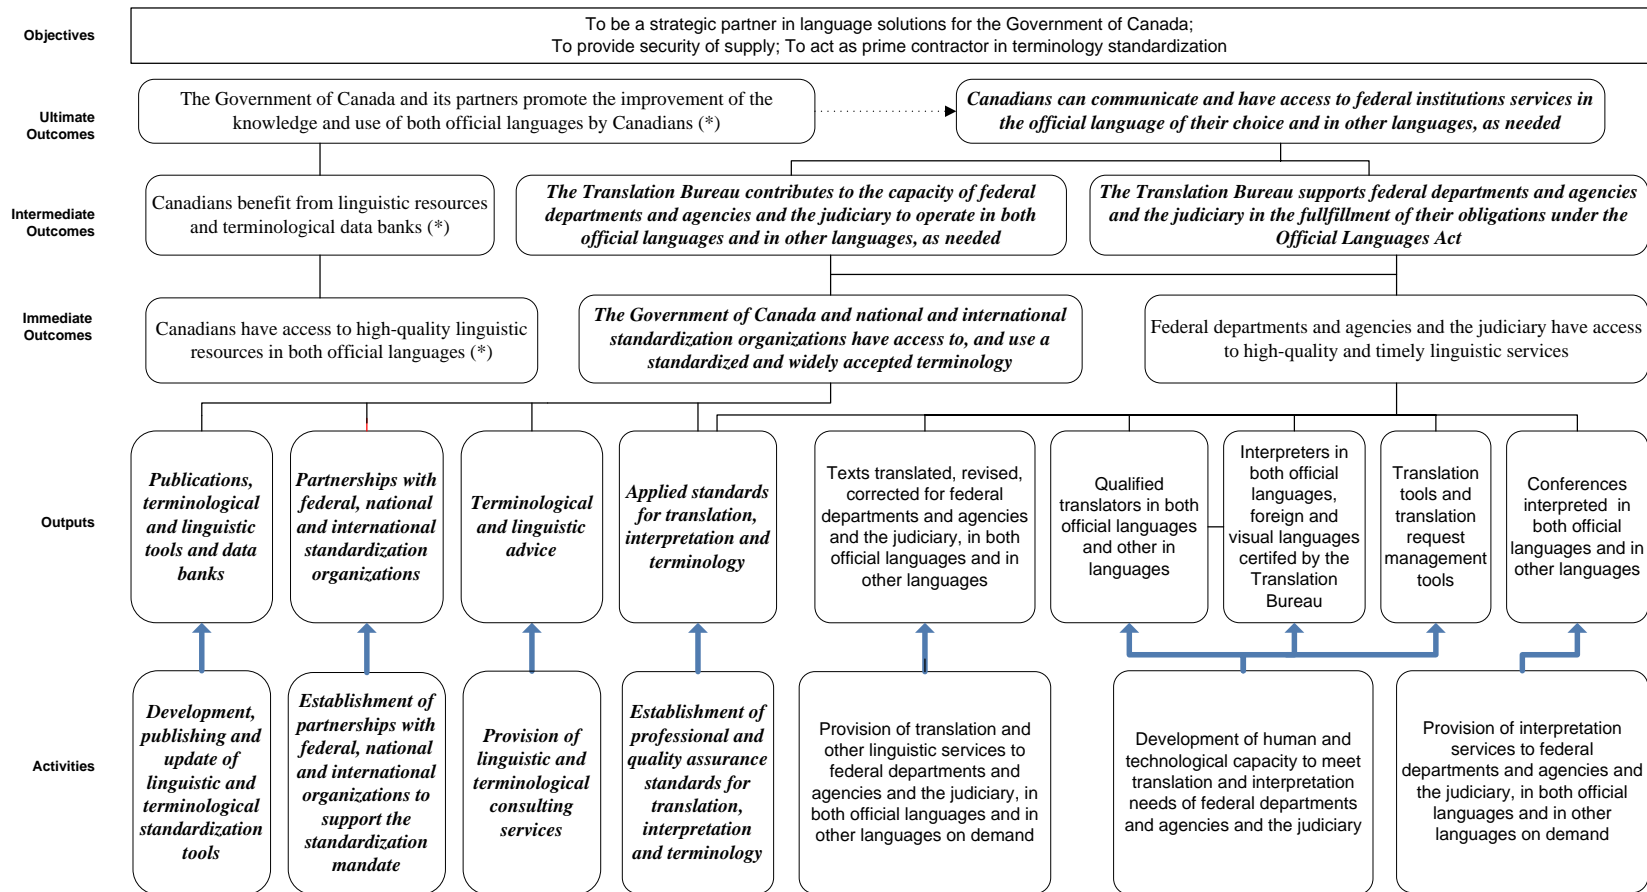 Objectives
To be a strategic partner in language solutions for the Government of Canada;
To provide security of supply; To act as prime contractor in terminology standardization
Ultimate
Outcomes
The Government of Canada and its partners promote the improvement of the
knowledge and use of both official languages by Canadians (*)
Canadians can communicate and have access to federal institutions services in
the official language of their choice and in other languages, as needed
Intermediate
Outcomes
Canadians benefit from linguistic resources
and terminological data banks (*)
The Translation Bureau contributes to the capacity of federal
departments and agencies and the judiciary to operate in both
official languages and in other languages, as needed
The Translation Bureau supports federal departments and agencies
and the judiciary in the fullfillment of their obligations under the
Official Languages Act
Immediate
Outcomes
Canadians have access to high-quality linguistic
resources in both official languages (*)
The Government of Canada and national and international
standardization organizations have access to, and use a
standardized and widely accepted terminology
Federal departments and agencies and the judiciary have access
to high-quality and timely linguistic services
Outputs
Publications,
terminological
and linguistic
tools and data
banks
Partnerships with
federal, national
and international
standardization
organizations
Terminological
and linguistic
advice
Applied standards
for translation,
interpretation and
terminology
Texts translated, revised,
corrected for federal
departments and agencies
and the judiciary, in both
official languages and in
other languages
Qualified
translators in both
official languages
and other in
languages
Interpreters in
both official
languages,
foreign and
visual languages
certifed by the
Translation
Bureau
Translation
tools and
translation
request
management
tools
Conferences
interpreted in
both official
languages and in
other languages
Activities
Development,
publishing and
update of
linguistic and
terminological
standardization
tools
Establishment of
partnerships with
federal, national
and international
organizations to
support the
standardization
mandate
Provision of
linguistic and
terminological
consulting
services
Establishment of
professional and
quality assurance
standards for
translation,
interpretation
and terminology
Provision of translation and
other linguistic services to
federal departments and
agencies and the judiciary, in
both official languages and in
other languages on demand
Development of human and
technological capacity to meet
translation and interpretation
needs of federal departments
and agencies and the judiciary
Provision of interpretation
services to federal
departments and agencies and
the judiciary, in both official
languages and in other
languages on demand